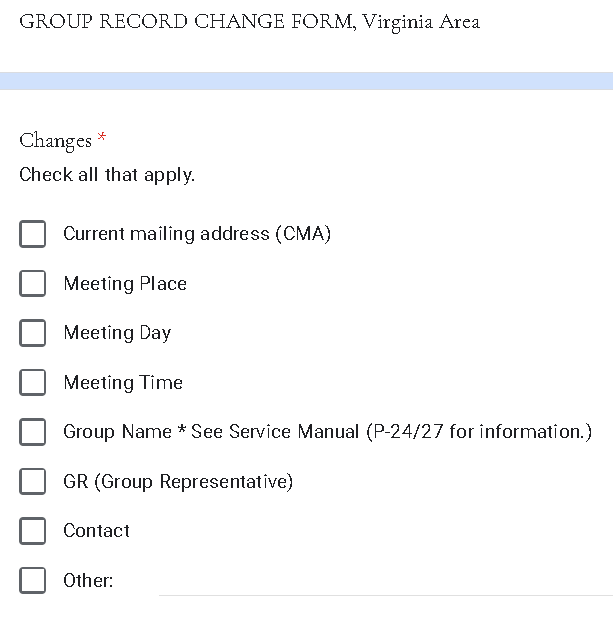 GROUP RECORD CHANGE FORM, Virginia Area
Changes *
Check all that apply.
Current mailing address (CMA)
Meeting Place
Meeting Day
Meeting Time
Group Name * See Service Manual (P-24/27 for information.)
GR (Group Representative)
Contact
Other: